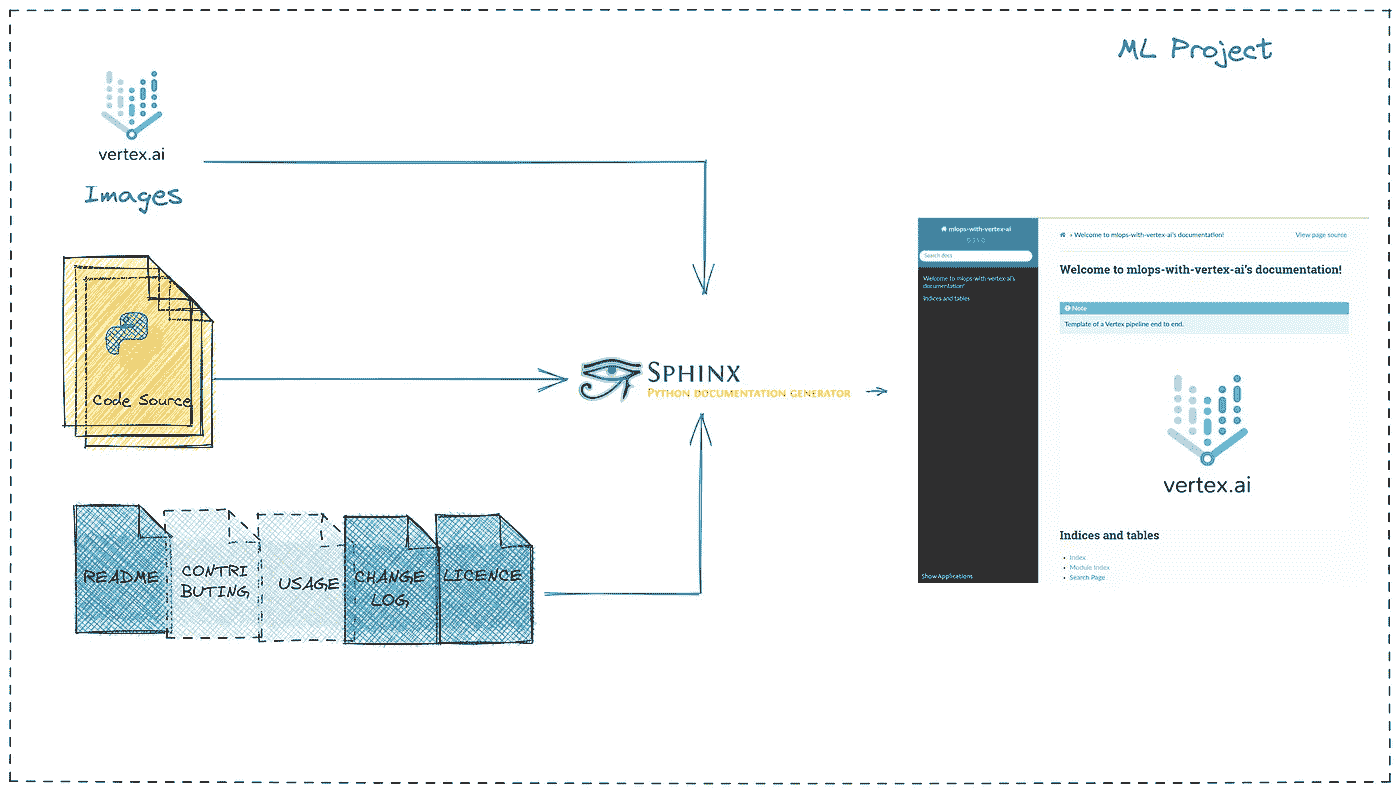 ML Project
vertex.ai
Images
Code Source
README
CONTRI
BUTING
USAGE
CHANGE
LOG
LICENCE
SPHINX
PYTHON DOCUMENTATION GENERATOR
mlops-with-vertex-ai
Search docs
Welcome to mlops-with-vertex-ai's
documentation!
Indices and tables
Show Applications
» Welcome to mlops-with-vertex-ai's documentation!
View page source
Welcome to mlops-with-vertex-ai's documentation!
Note
Template of a Vertex pipeline end to end.
vertex.ai
Indices and tables
• Index
• Module Index
• Search Page